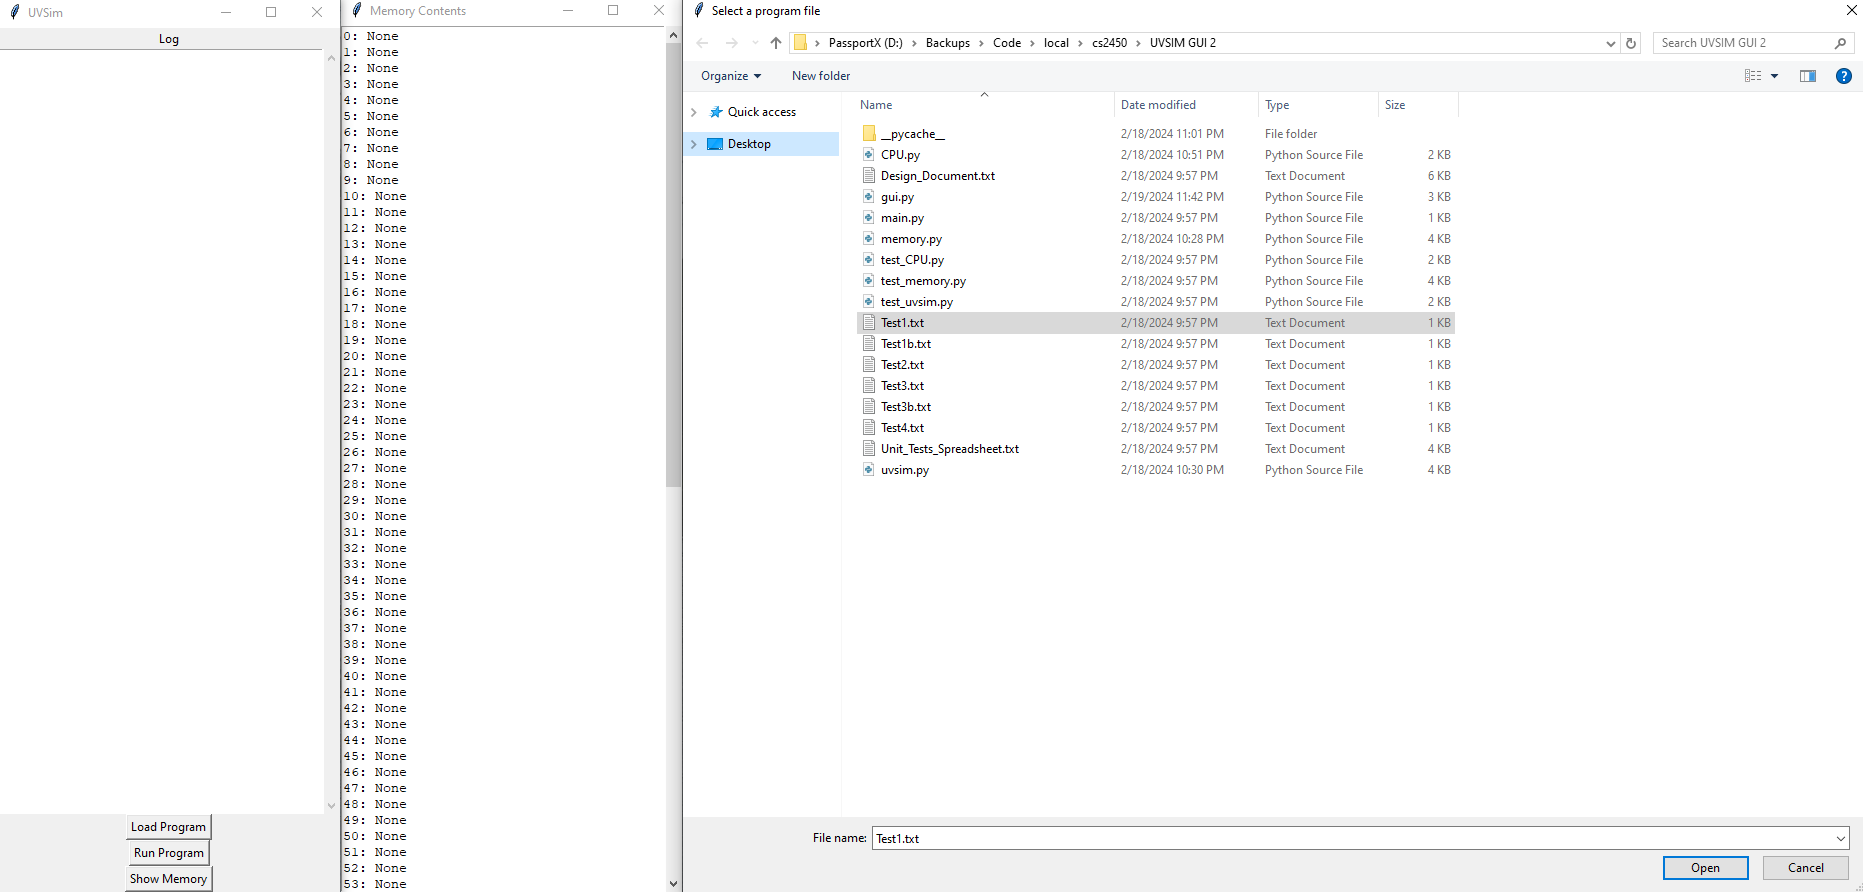 UVSim
Log
Load Program
Run Program
Show Memory
Memory Contents
0: None
1: None
2: None
3: None
4: None
5: None
6: None
7: None
8: None
9: None
10: None
11: None
12: None
13: None
14: None
15: None
16: None
17: None
18: None
19: None
20: None
21: None
22: None
23: None
24: None
25: None
26: None
27: None
28: None
29: None
30: None
31: None
32: None
33: None
34: None
35: None
36: None
37: None
38: None
39: None
40: None
41: None
42: None
43: None
44: None
45: None
46: None
47: None
48: None
49: None
50: None
51: None
52: None
53: None
Select a program file
PassportX (D:) > Backups > Code > local > cs2450 > UVSIM GUI 2
Search UVSIM GUI 2
Organize New folder
?
Quick access
Desktop
Name Date modified Type Size
__pycache__ 2/18/2024 11:01 PM File folder
CPU.py 2/18/2024 10:51 PM Python Source File 2 KB
Design_Document.txt 2/18/2024 9:57 PM Text Document 6 KB
gui.py 2/19/2024 11:42 PM Python Source File 3 KB
main.py 2/18/2024 9:57 PM Python Source File 1 KB
memory.py 2/18/2024 10:28 PM Python Source File 4 KB
test_CPU.py 2/18/2024 9:57 PM Python Source File 2 KB
test_memory.py 2/18/2024 9:57 PM Python Source File 4 KB
test_uvsim.py 2/18/2024 9:57 PM Python Source File 2 KB
Test1.txt 2/18/2024 9:57 PM Text Document 1 KB
Test1b.txt 2/18/2024 9:57 PM Text Document 1 KB
Test2.txt 2/18/2024 9:57 PM Text Document 1 KB
Test3.txt 2/18/2024 9:57 PM Text Document 1 KB
Test3b.txt 2/18/2024 9:57 PM Text Document 1 KB
Test4.txt 2/18/2024 9:57 PM Text Document 1 KB
Unit_Tests_Spreadsheet.txt 2/18/2024 9:57 PM Text Document 4 KB
uvsim.py 2/18/2024 10:30 PM Python Source File 4 KB
File name: Test1.txt
Open Cancel